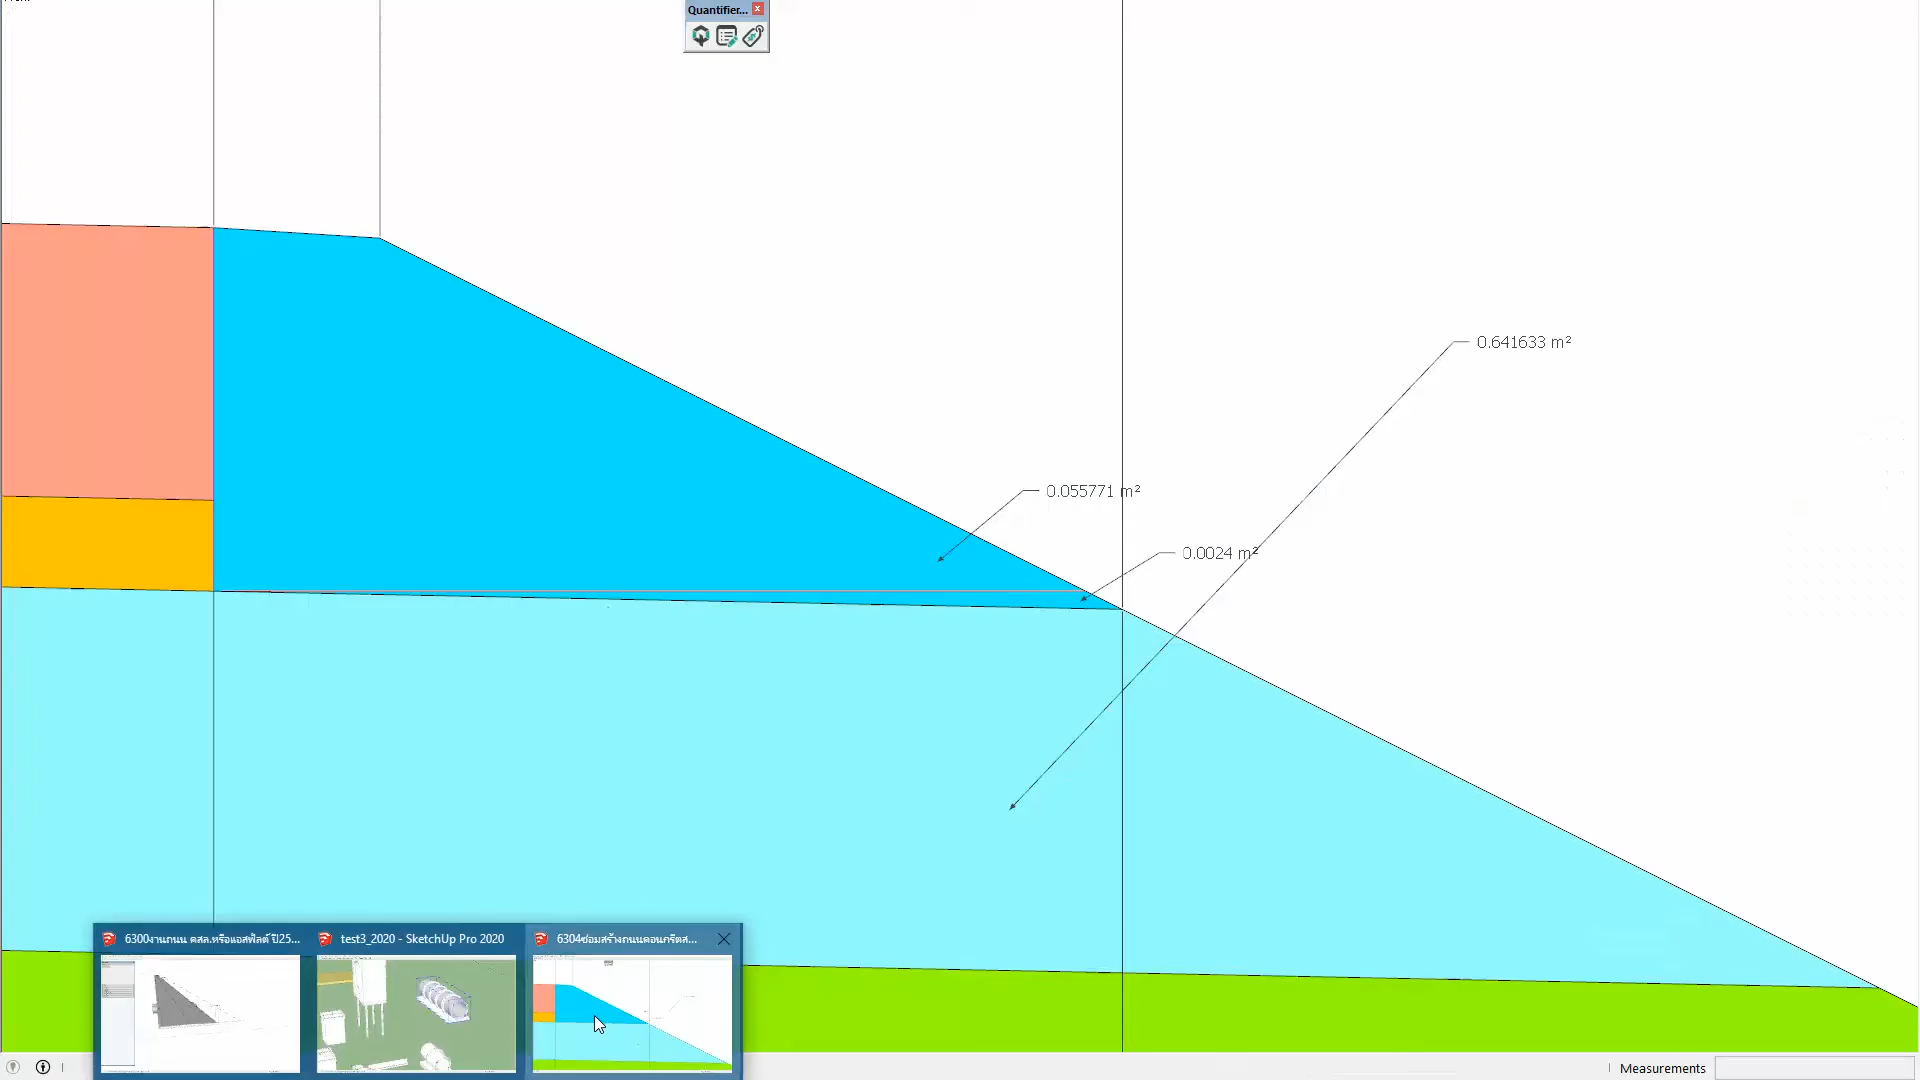 Quantifier...
0.641633 m²
0.055771 m²
0.0024 m²
6300งานถนน คสล.หรือแอสฟัลต์ ปี25...
test3_2020 - SketchUp Pro 2020
6304ซ่อมสร้างถนนคอนกรีตส...
Measurements